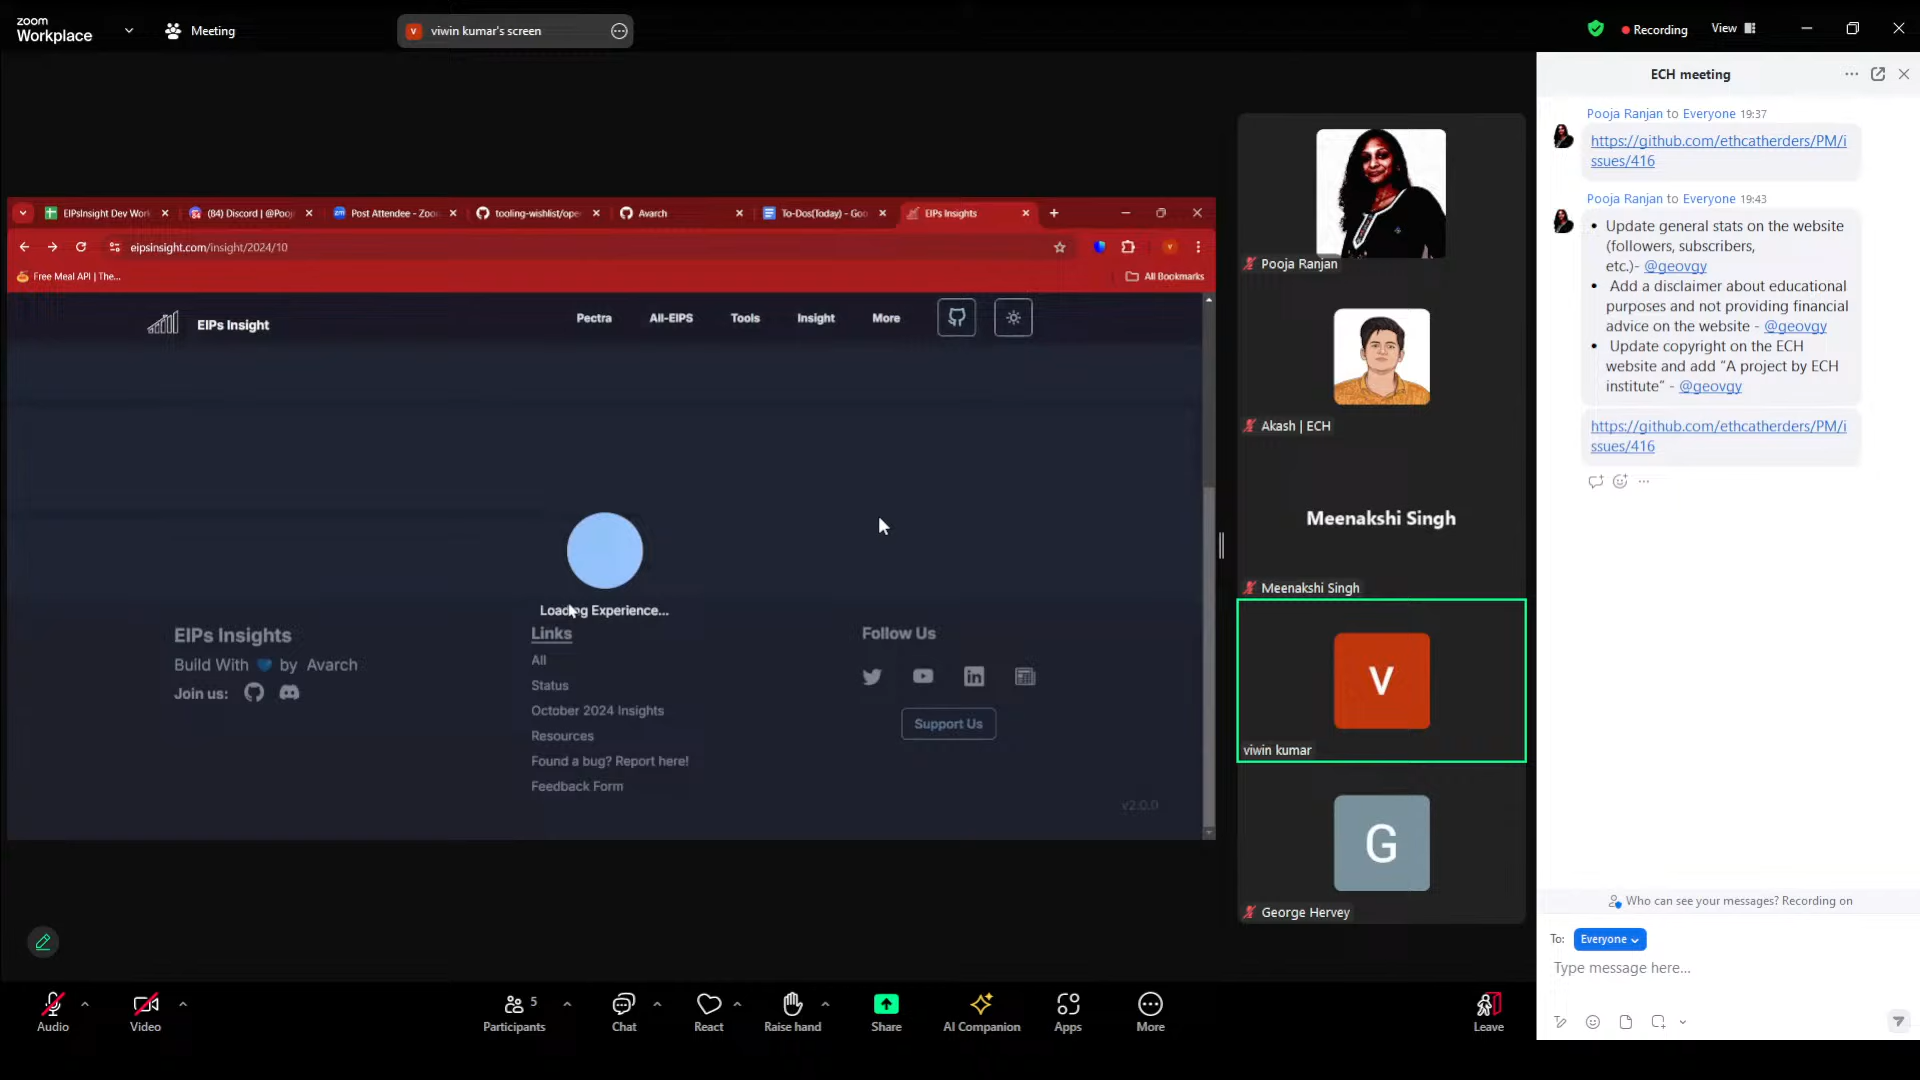 zoom
Workplace
Meeting
V viwin kumar's screen
Recording
View
EIPsInsight Dev Wor
(84) Discord | @Pooj
Post Attendee - Zoo
tooling-wishlist/ope
Avarch
To-Dos(Today) - Goo
EIPs Insights
eipsinsight.com/insight/2024/10
V
Free Meal API | The...
All Bookmarks
EIPs Insight
Pectra
All-EIPS
Tools
Insight
More
Loading Experience...
EIPs Insights
Build With by Avarch
Join us:
Links
All
Status
October 2024 Insights
Resources
Found a bug? Report here!
Feedback Form
Follow Us
Support Us
v2.0.0
Pooja Ranjan
Akash | ECH
Meenakshi Singh
Meenakshi Singh
V
viwin kumar
G
George Hervey
ECH meeting
Pooja Ranjan to Everyone 19:37
https://github.com/ethcatherders/PM/i
ssues/416
Pooja Ranjan to Everyone 19:43
• Update general stats on the website
(followers, subscribers,
etc.)- @geovgy
• Add a disclaimer about educational
purposes and not providing financial
advice on the website - @geovgy
• Update copyright on the ECH
website and add “A project by ECH
institute” - @geovgy
https://github.com/ethcatherders/PM/i
ssues/416
Who can see your messages? Recording on
To: Everyone
Type message here...
Audio
Video
5
Participants
Chat
React
Raise hand
Share
AI Companion
Apps
More
Leave